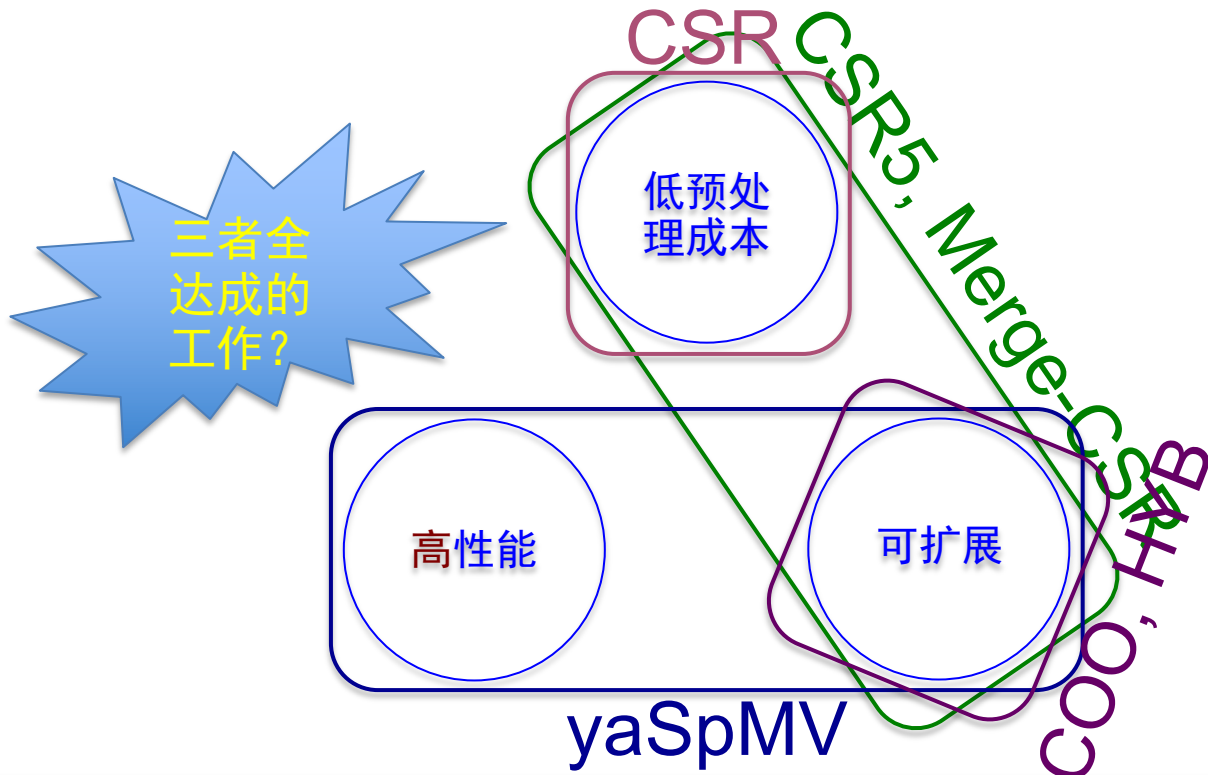 CSR
CSR5, Merge-CSR
低预处
理成本
三者全
达成的
工作？
高性能
可扩展
COO, HYB
yaSpMV